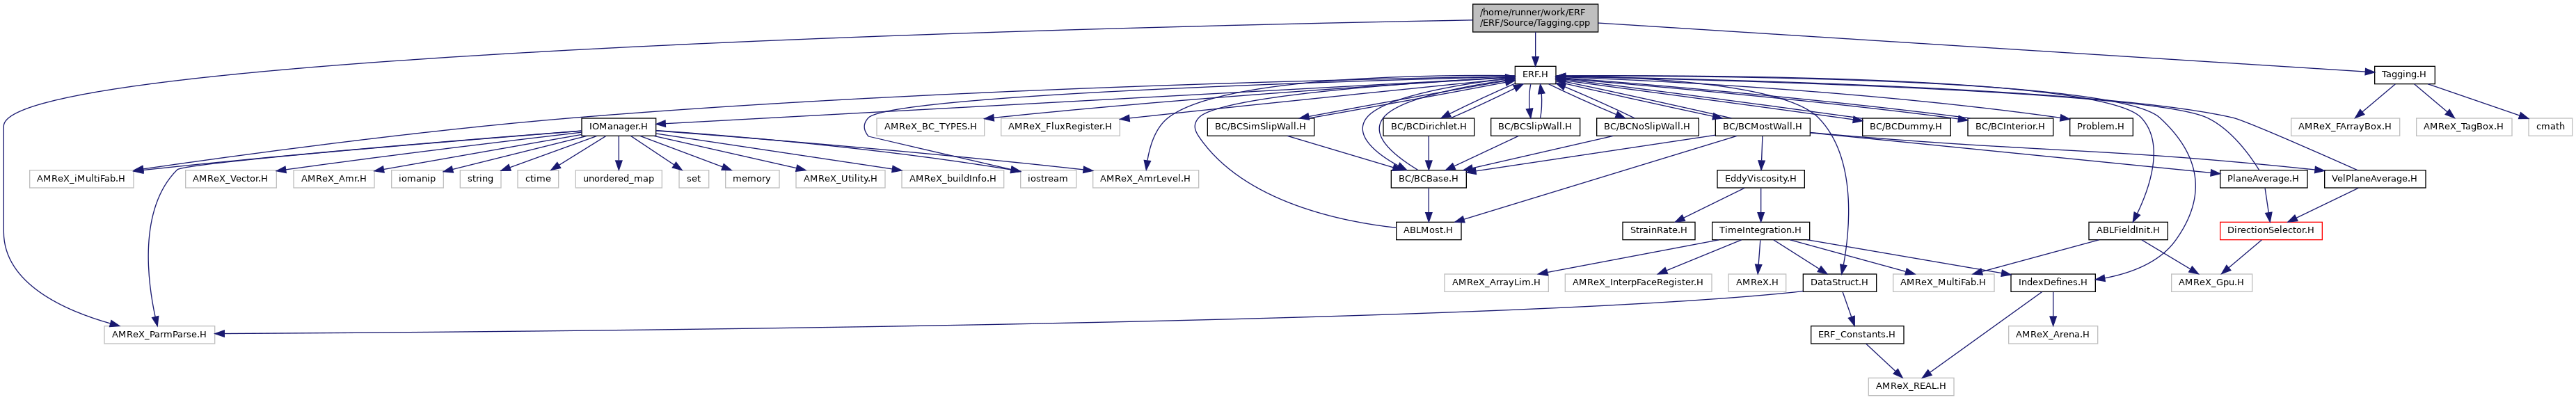 /home/runner/work/ERF
/ERF/Source/Tagging.cpp
ERF.H
Tagging.H
IOManager.H
AMReX_BC_TYPES.H
AMReX_FluxRegister.H
BC/BCSimSlipWall.H
BC/BCDirichlet.H
BC/BCSlipWall.H
BC/BCNoSlipWall.H
BC/BCMostWall.H
BC/BCDummy.H
BC/BCInterior.H
Problem.H
AMReX_FArrayBox.H
AMReX_TagBox.H
cmath
AMReX_iMultiFab.H
AMReX_Vector.H
AMReX_Amr.H
iomanip
string
ctime
unordered_map
set
memory
AMReX_Utility.H
AMReX_buildInfo.H
iostream
AMReX_AmrLevel.H
BC/BCBase.H
EddyViscosity.H
PlaneAverage.H
VelPlaneAverage.H
ABLMost.H
StrainRate.H
TimeIntegration.H
ABLFieldInit.H
DirectionSelector.H
AMReX_ArrayLim.H
AMReX_InterpFaceRegister.H
AMReX.H
DataStruct.H
AMReX_MultiFab.H
IndexDefines.H
AMReX_Gpu.H
AMReX_ParmParse.H
ERF_Constants.H
AMReX_Arena.H
AMReX_REAL.H